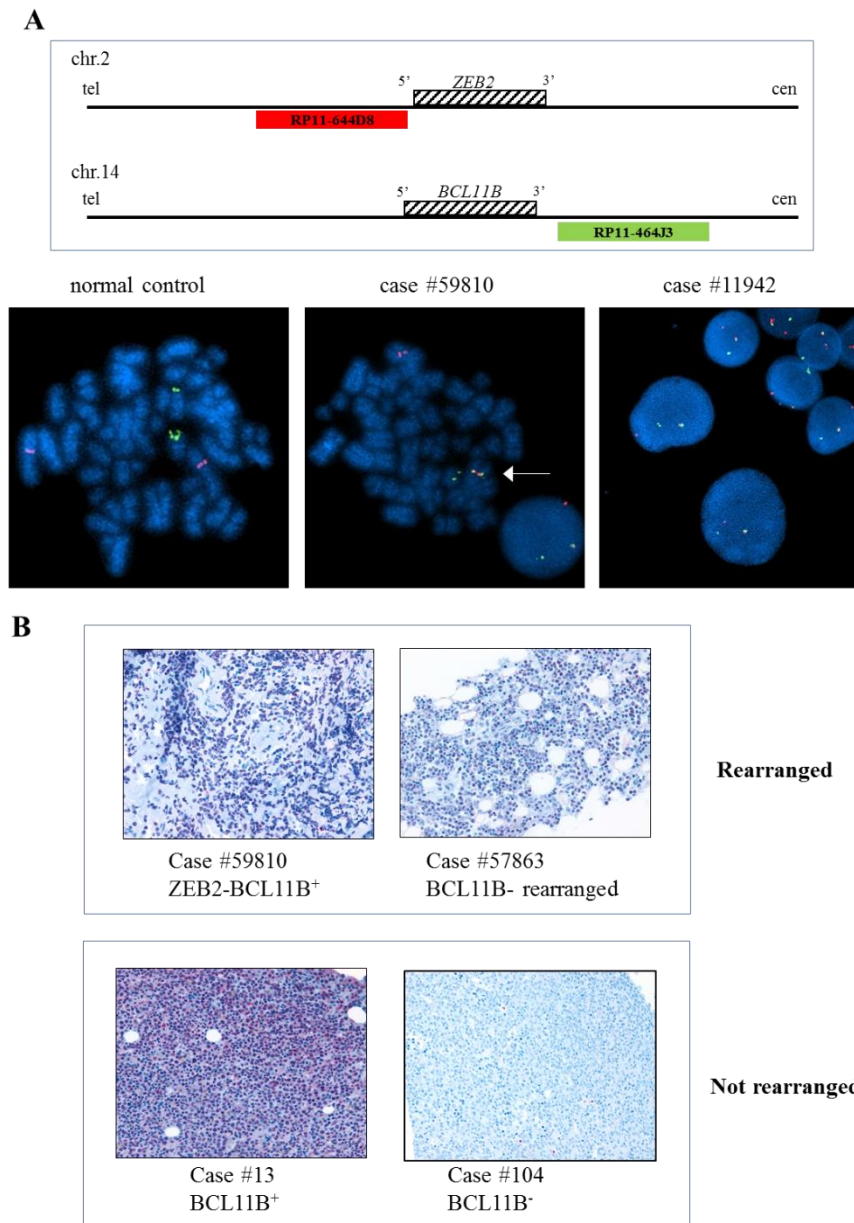 A
chr.2
tel 5’ ZEB2 3’ cen
RP11-644D8
chr.14
tel 5’ BCL11B 3’ cen
RP11-464J3
normal control case #59810 case #11942
B
Case #59810
ZEB2-BCL11B⁺
Case #57863
BCL11B- rearranged
Rearranged
Case #13
BCL11B⁺
Case #104
BCL11B⁻
Not rearranged